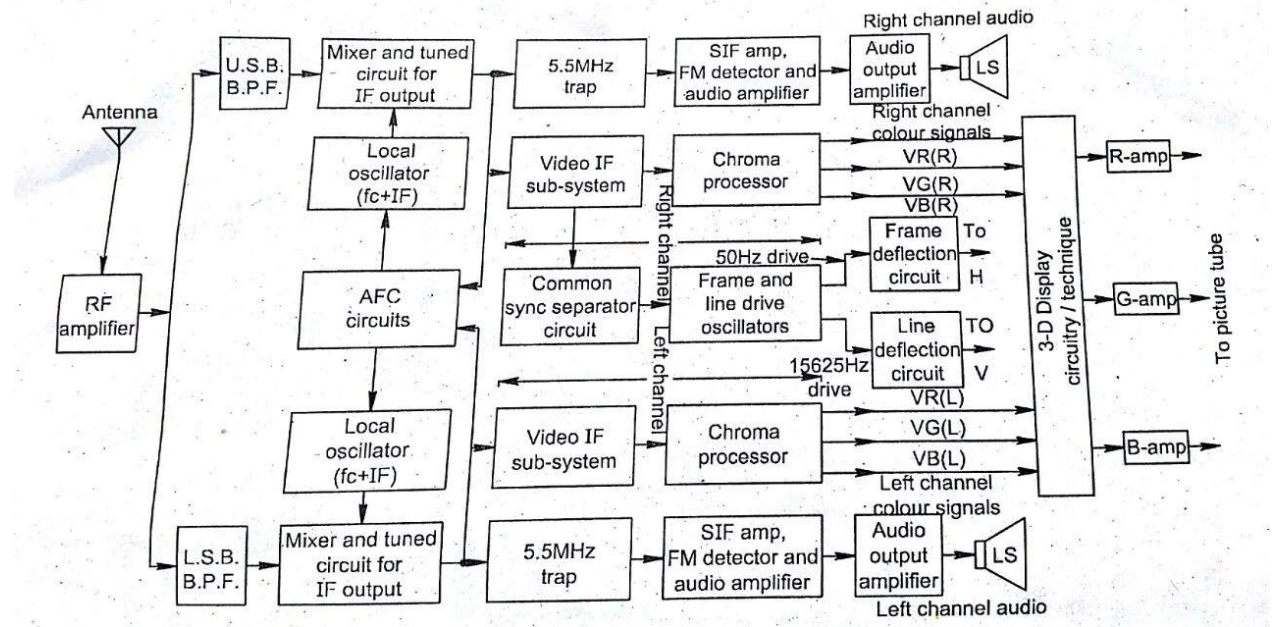 Right channel audio
U.S.B.
B.P.F.
Mixer and tuned
circuit for
IF output
5.5MHz
trap
SIF amp,
FM detector and
audio amplifier
Audio
output
amplifier
LS
Antenna
Right channel
colour signals
Local
oscillator
(fc+IF)
Video IF
sub-system
Chroma
processor
VR(R)
VG(R)
VB(R)
R-amp
Right channel
50Hz drive
Frame
deflection
circuit
To
H
RF
amplifier
AFC
circuits
Common
sync separator
circuit
Frame and
line drive
oscillators
3-D Display
circuitry / technique
G-amp
To picture tube
Left channel
15625Hz
drive
Line
deflection
circuit
TO
V
Local
oscillator
(fc+IF)
Video IF
sub-system
Chroma
processor
VR(L)
VG(L)
VB(L)
B-amp
Left channel
colour signals
L.S.B.
B.P.F.
Mixer and tuned
circuit for
IF output
5.5MHz
trap
SIF amp,
FM detector and
audio amplifier
Audio
output
amplifier
LS
Left channel audio